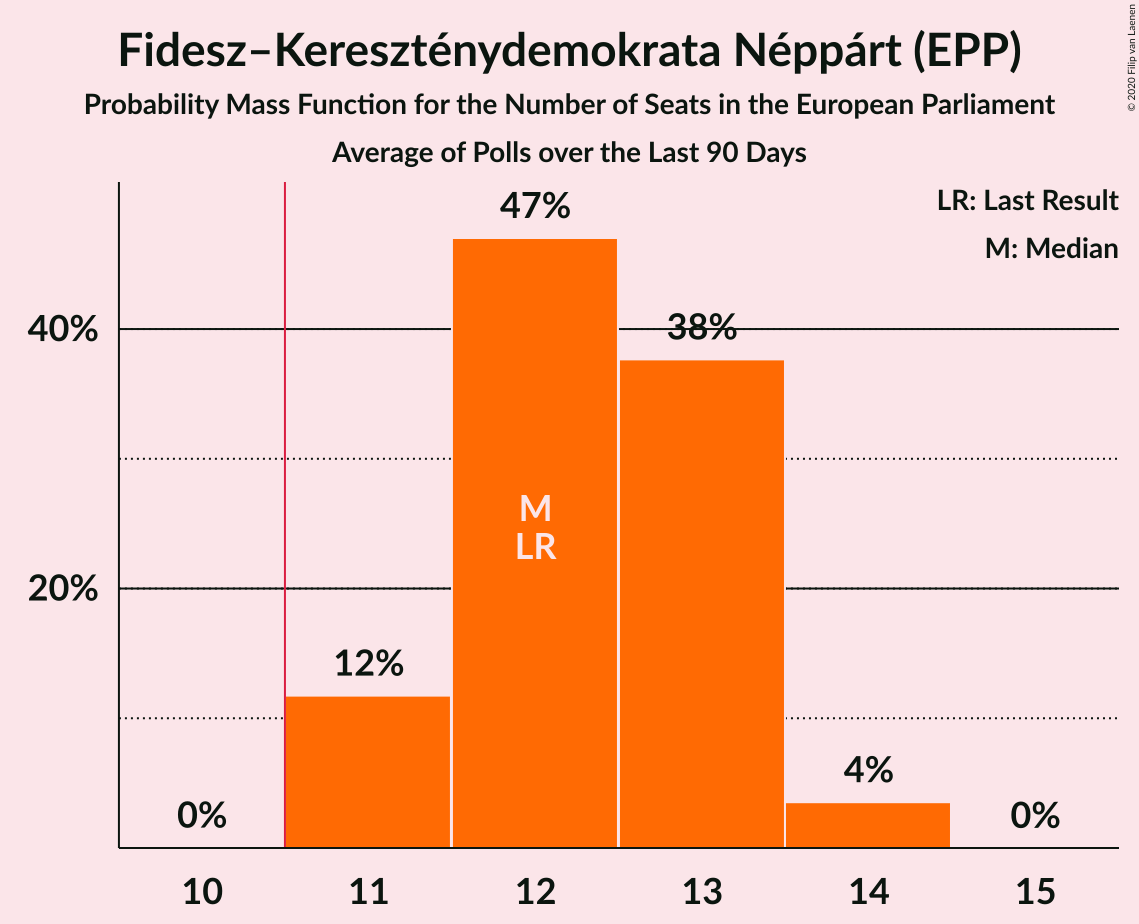 Fidesz–Kereszténydemokrata Néppárt (EPP)
Probability Mass Function for the Number of Seats in the European Parliament
Average of Polls over the Last 90 Days
© 2020 Filip van Laenen
LR: Last Result
M: Median
40%
20%
0%
12%
47%
38%
4%
0%
M
LR
10
11
12
13
14
15